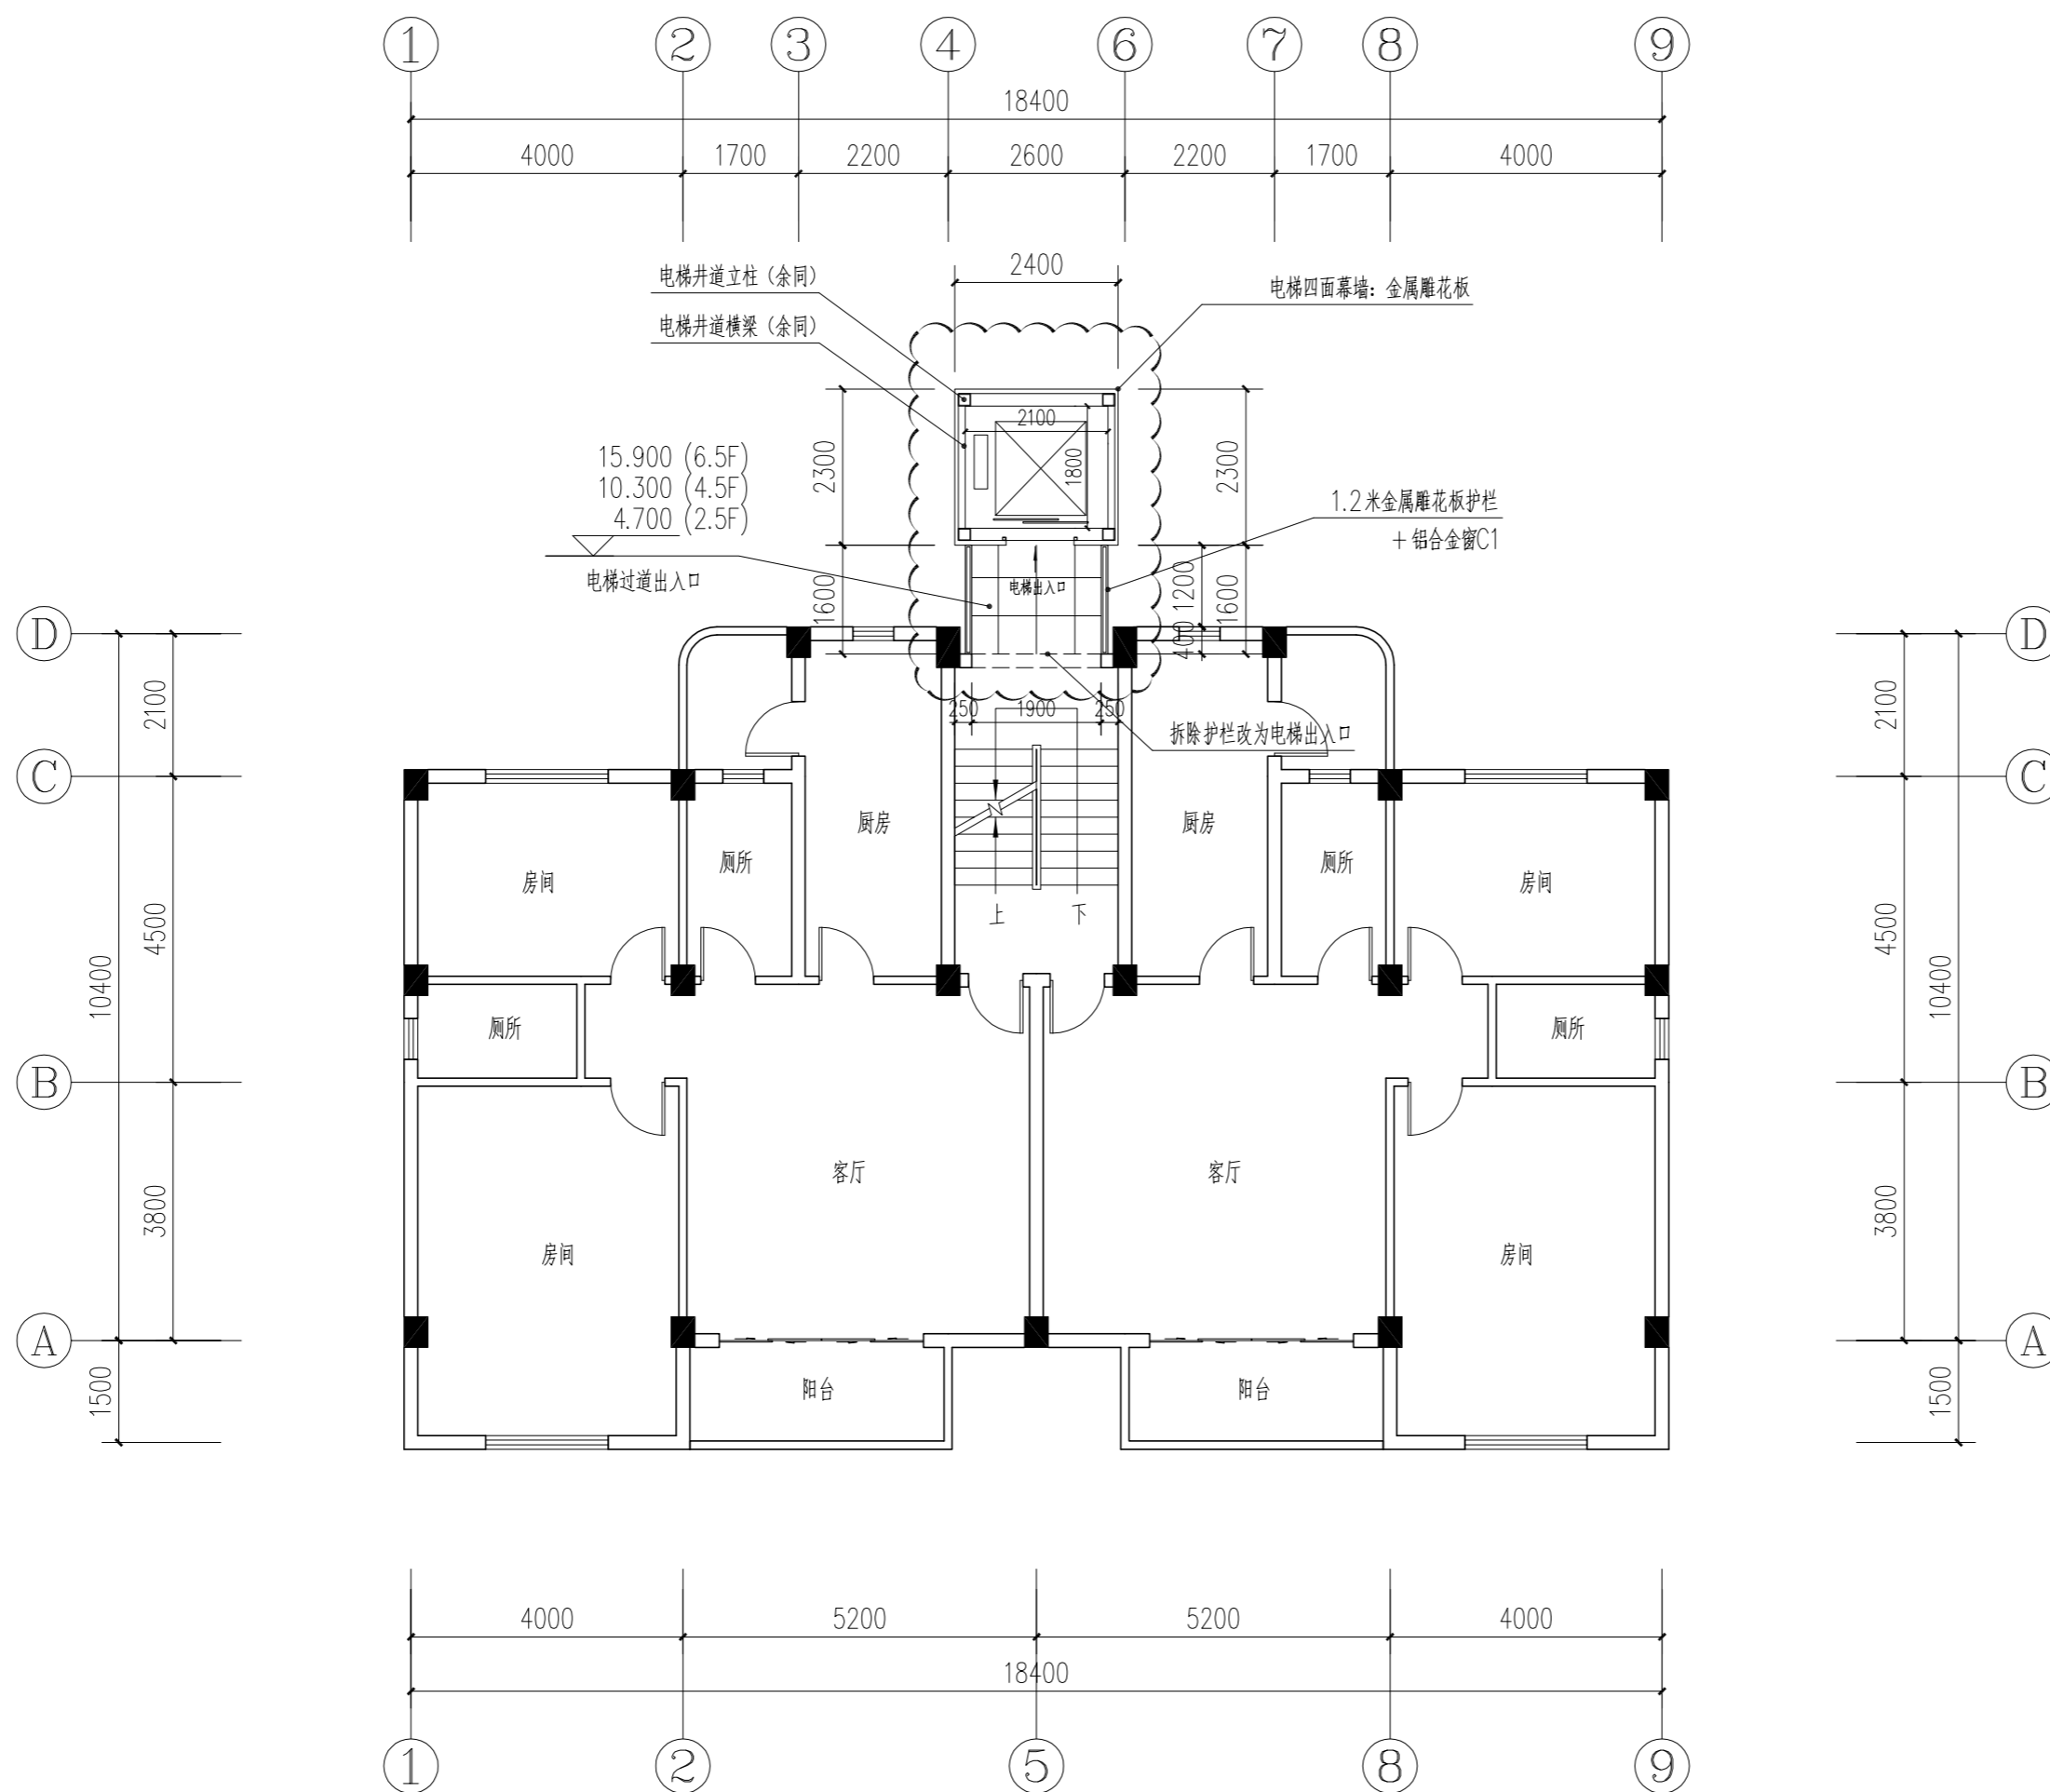 1 2 3 4 6 7 8 9
18400
4000 1700 2200 2600 2200 1700 4000
2400
电梯井道立柱（余同）
电梯四面幕墙：金属雕花板
电梯井道横梁（余同）
2100
1800
2300
2300
15.900 (6.5F)
10.300 (4.5F)
4.700 (2.5F)
1.2米金属雕花板护栏
＋铝合金窗C1
电梯过道出入口
电梯出入口
1600
1200
400
1600
D
D
250 1900 250
拆除护栏改为电梯出入口
2100
2100
C
C
厨房
厨房
厕所
厕所
房间
房间
上
下
4500
4500
10400
10400
厕所
厕所
B
B
客厅
客厅
3800
3800
房间
房间
A
A
阳台
阳台
1500
1500
4000 5200 5200 4000
18400
1 2 5 8 9